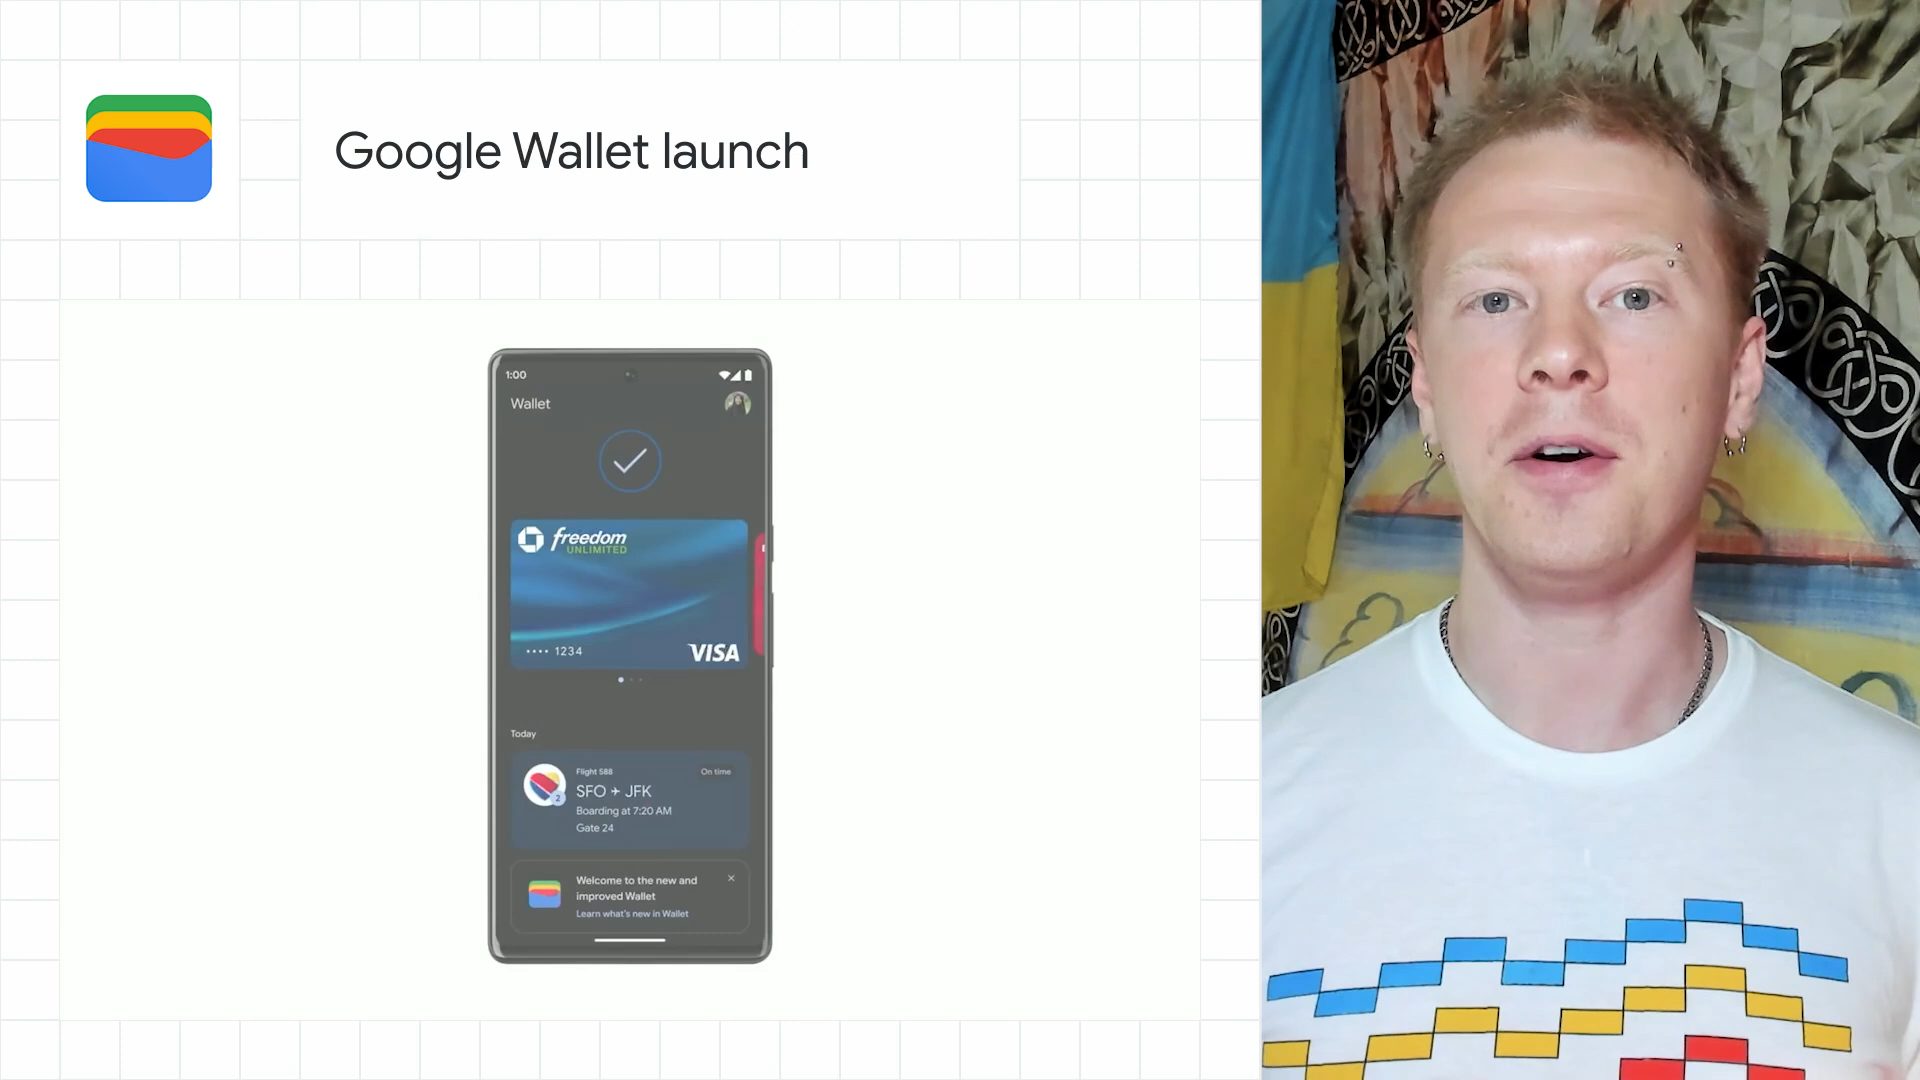 Google Wallet launch
1:00
Wallet
freedom
UNLIMITED
•••• 1234
VISA
Today
Flight 588
On time
SFO ✈ JFK
Boarding at 7:20 AM
Gate 24
2
Welcome to the new and
improved Wallet
Learn what's new in Wallet